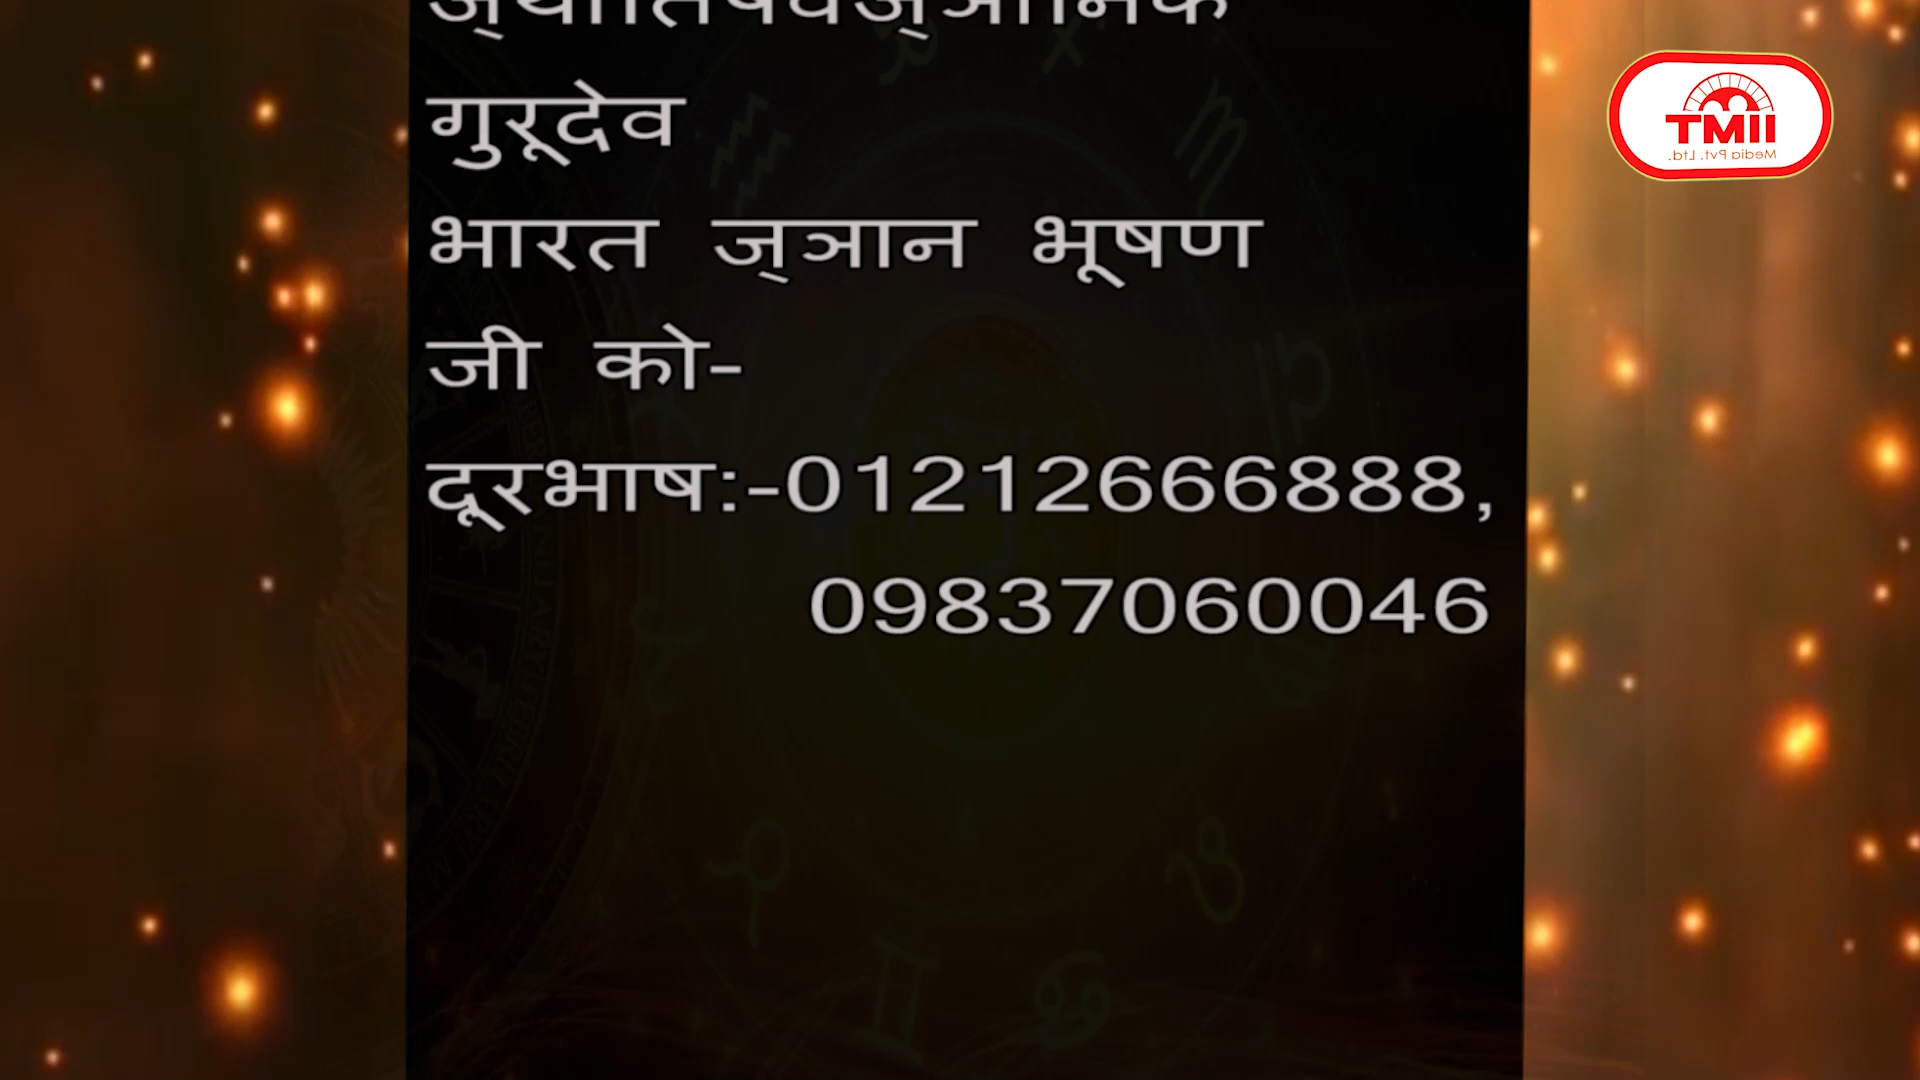 गुरूदेव
भारत ज्ञान भूषण
जी को-
दूरभाष:-01212666888,
09837060046
TMII
Media Pvt. Ltd.